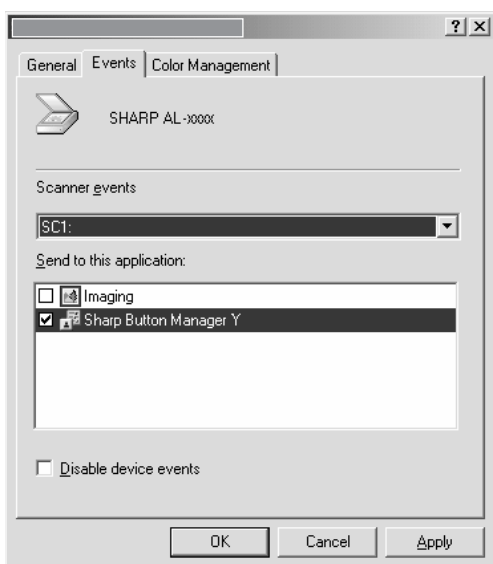 General Events Color Management
SHARP AL-xxxx
Scanner events
SC1:
Send to this application:
Imaging
Sharp Button Manager Y
Disable device events
OK Cancel Apply